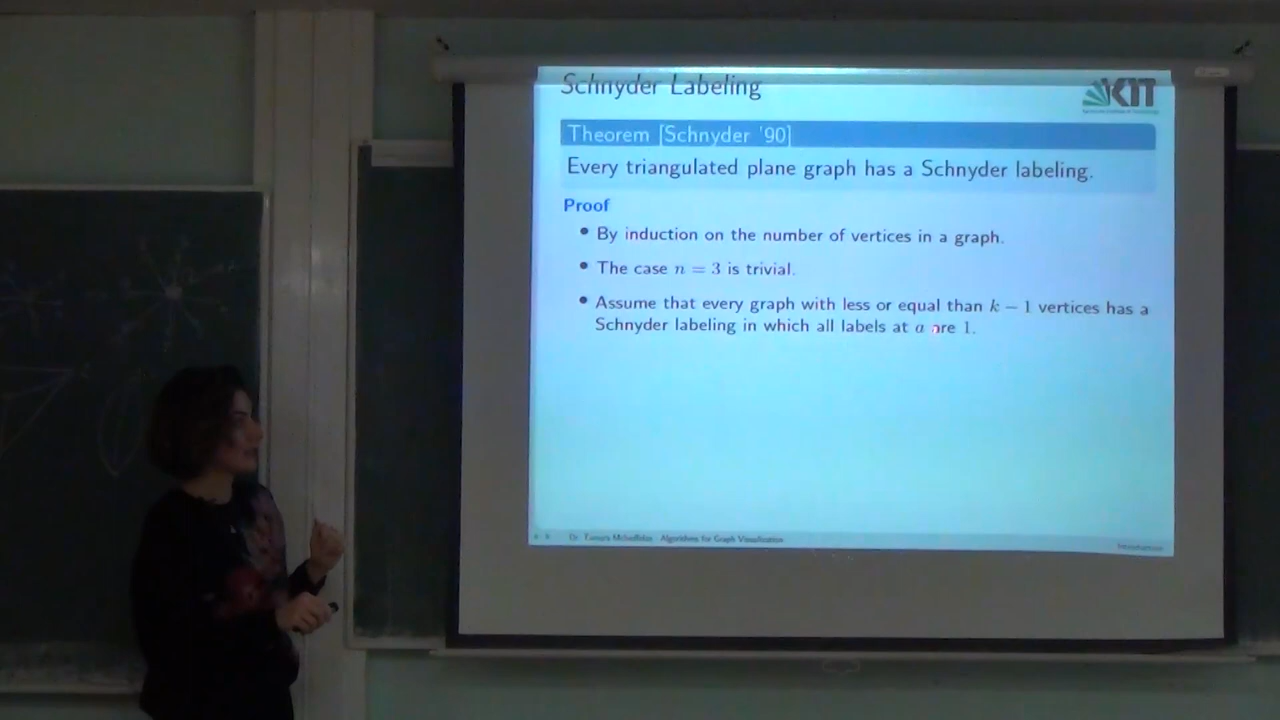 Schnyder Labeling
KIT
Theorem [Schnyder '90]
Every triangulated plane graph has a Schnyder labeling.
Proof
• By induction on the number of vertices in a graph.
• The case n = 3 is trivial.
• Assume that every graph with less or equal than k − 1 vertices has a
Schnyder labeling in which all labels at a are 1.
Dr. Tamara Algorithms for Graph Visualization